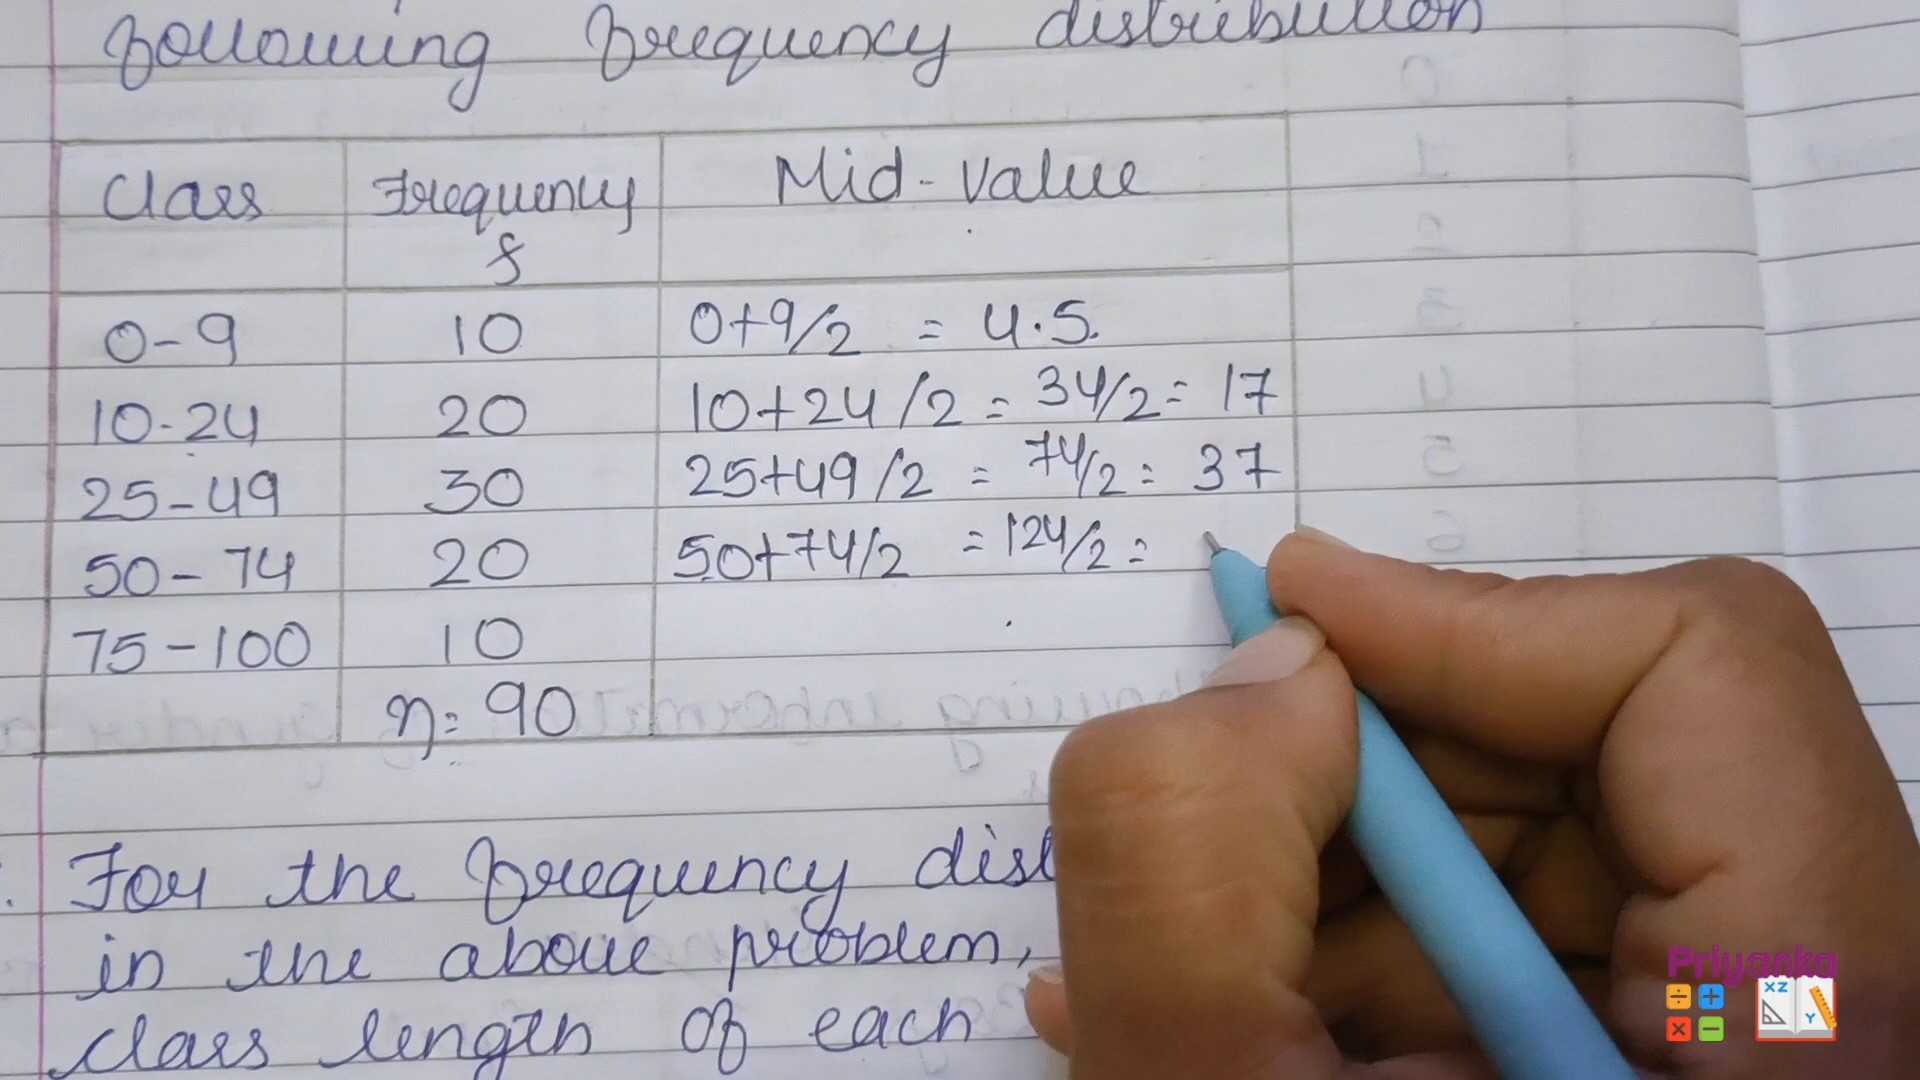 following frequency distribution
Class Frequency Mid-Value
f
0-9 10 0+9/2 = 4.5.
10-24 20 10+24/2 = 34/2 = 17
25-49 30 25+49/2 = 74/2 = 37
50-74 20 50+74/2 = 124/2 =
75-100 10
n = 90
For the frequency
in the above problem,
class length of each
Priyanka
XZ
Y